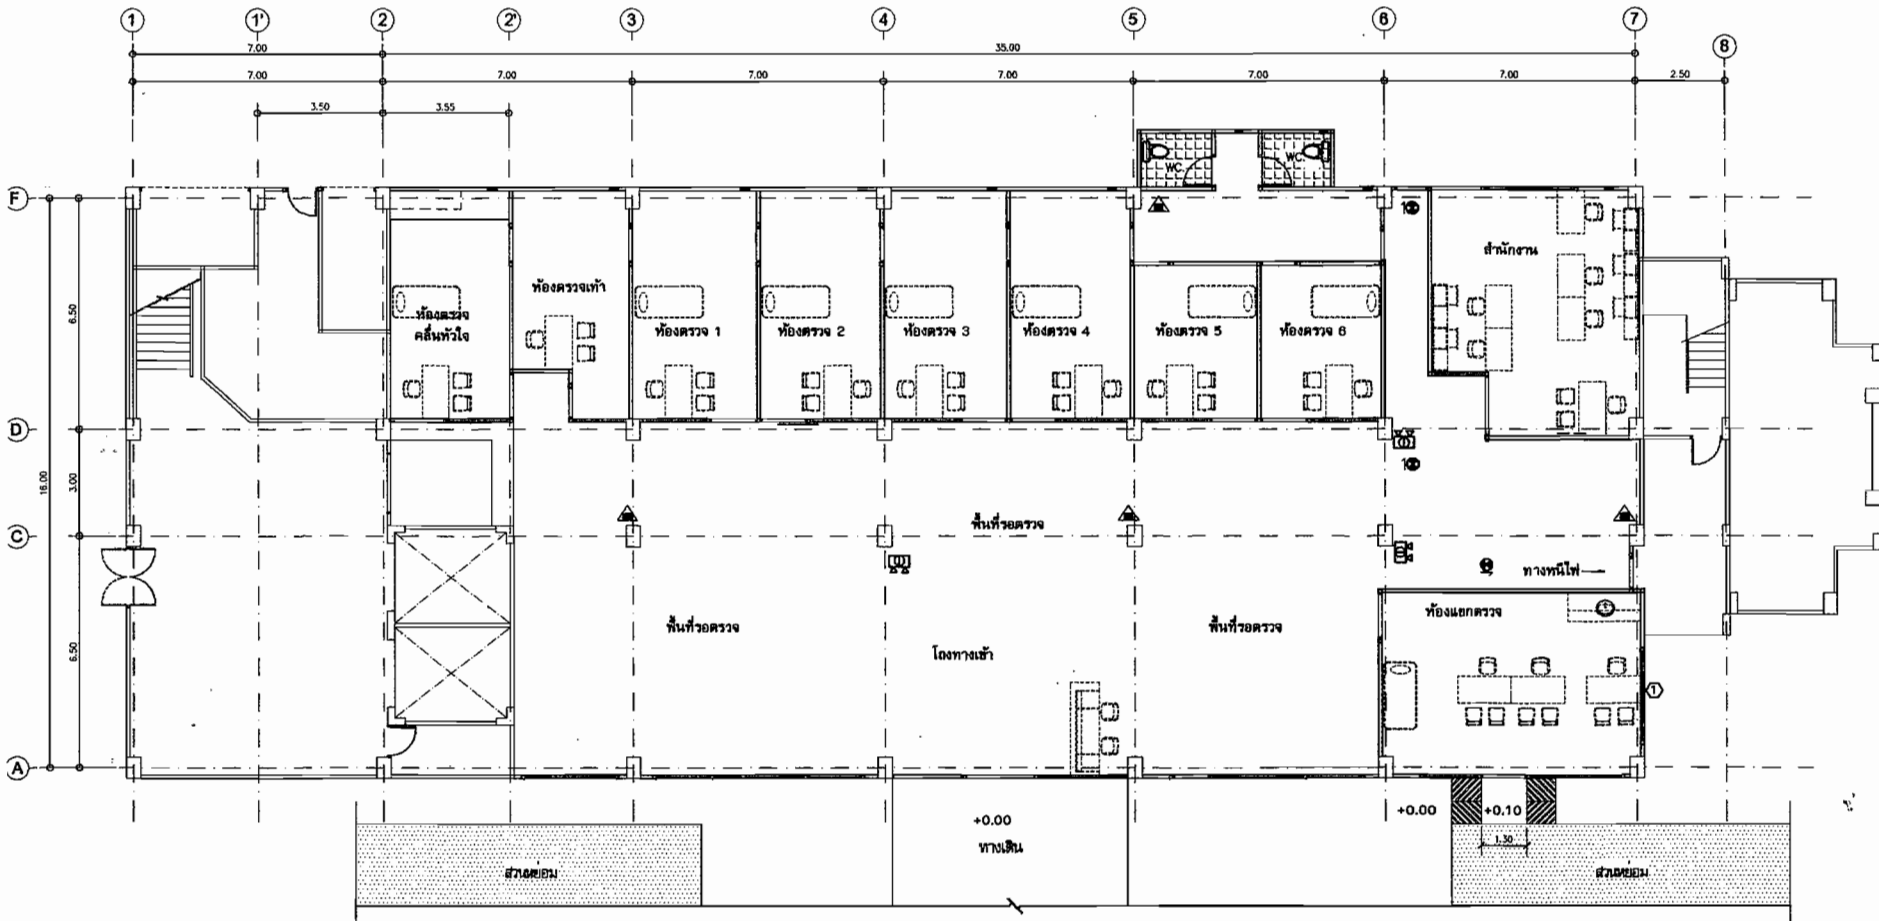 1 1' 2 2' 3 4 5 6 7 8
7.00 35.00
7.00 7.00 7.00 7.00 7.00 7.00 2.50
3.50 3.55
WC. WC.
F
สำนักงาน
ห้องตรวจเท้า
ห้องตรวจ
คลื่นหัวใจ
ห้องตรวจ 1
ห้องตรวจ 2
ห้องตรวจ 3
ห้องตรวจ 4
ห้องตรวจ 5
ห้องตรวจ 6
6.50
D
16.00
3.00
พื้นที่รอตรวจ
C
ทางหนีไฟ
ห้องแยกตรวจ
พื้นที่รอตรวจ
พื้นที่รอตรวจ
โถงทางเข้า
6.50
1
A
+0.00
+0.10
+0.00
ทางเดิน
1.30
สวนหย่อม
สวนหย่อม